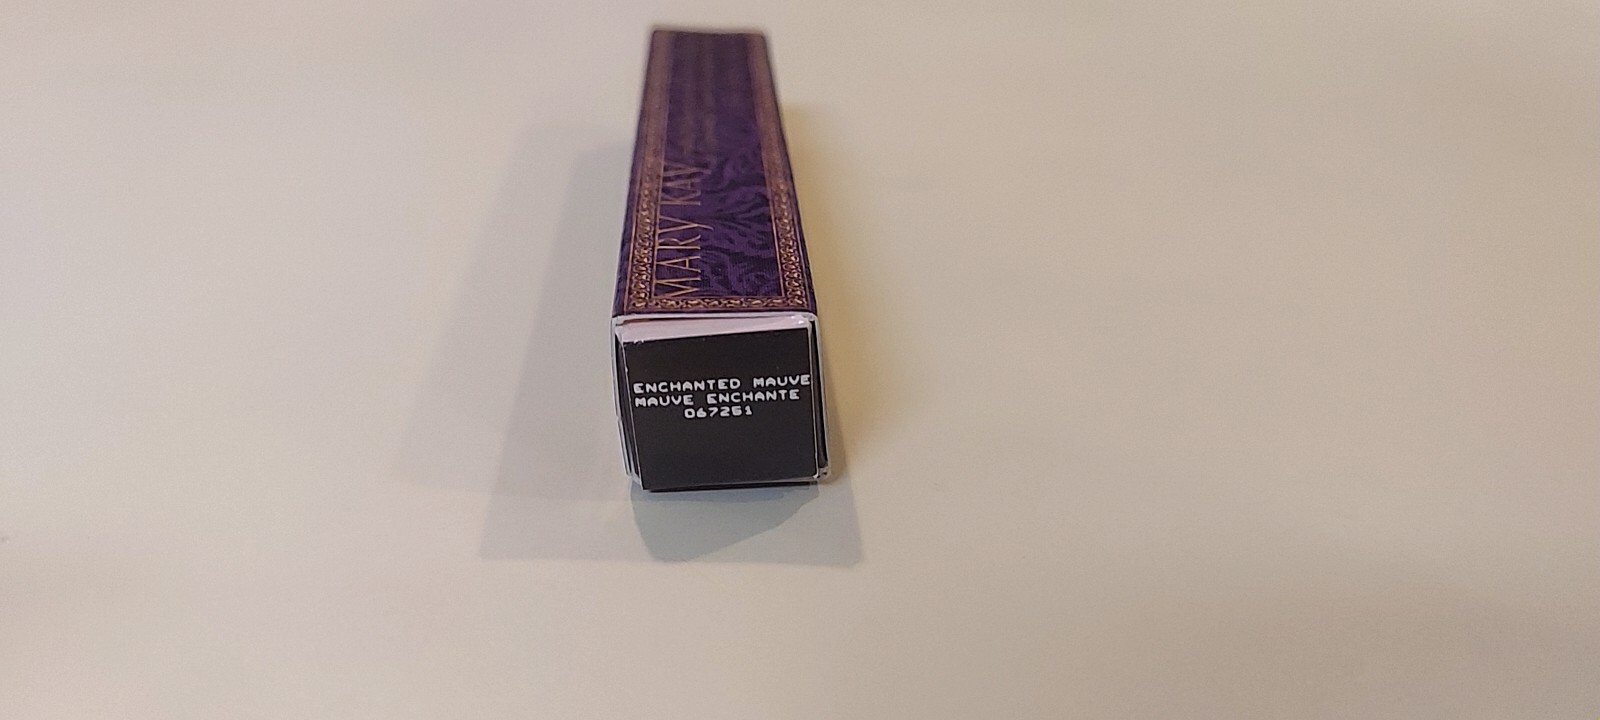 MARY KAY
ENCHANTED MAUVE
MAUVE ENCHANTE
067251